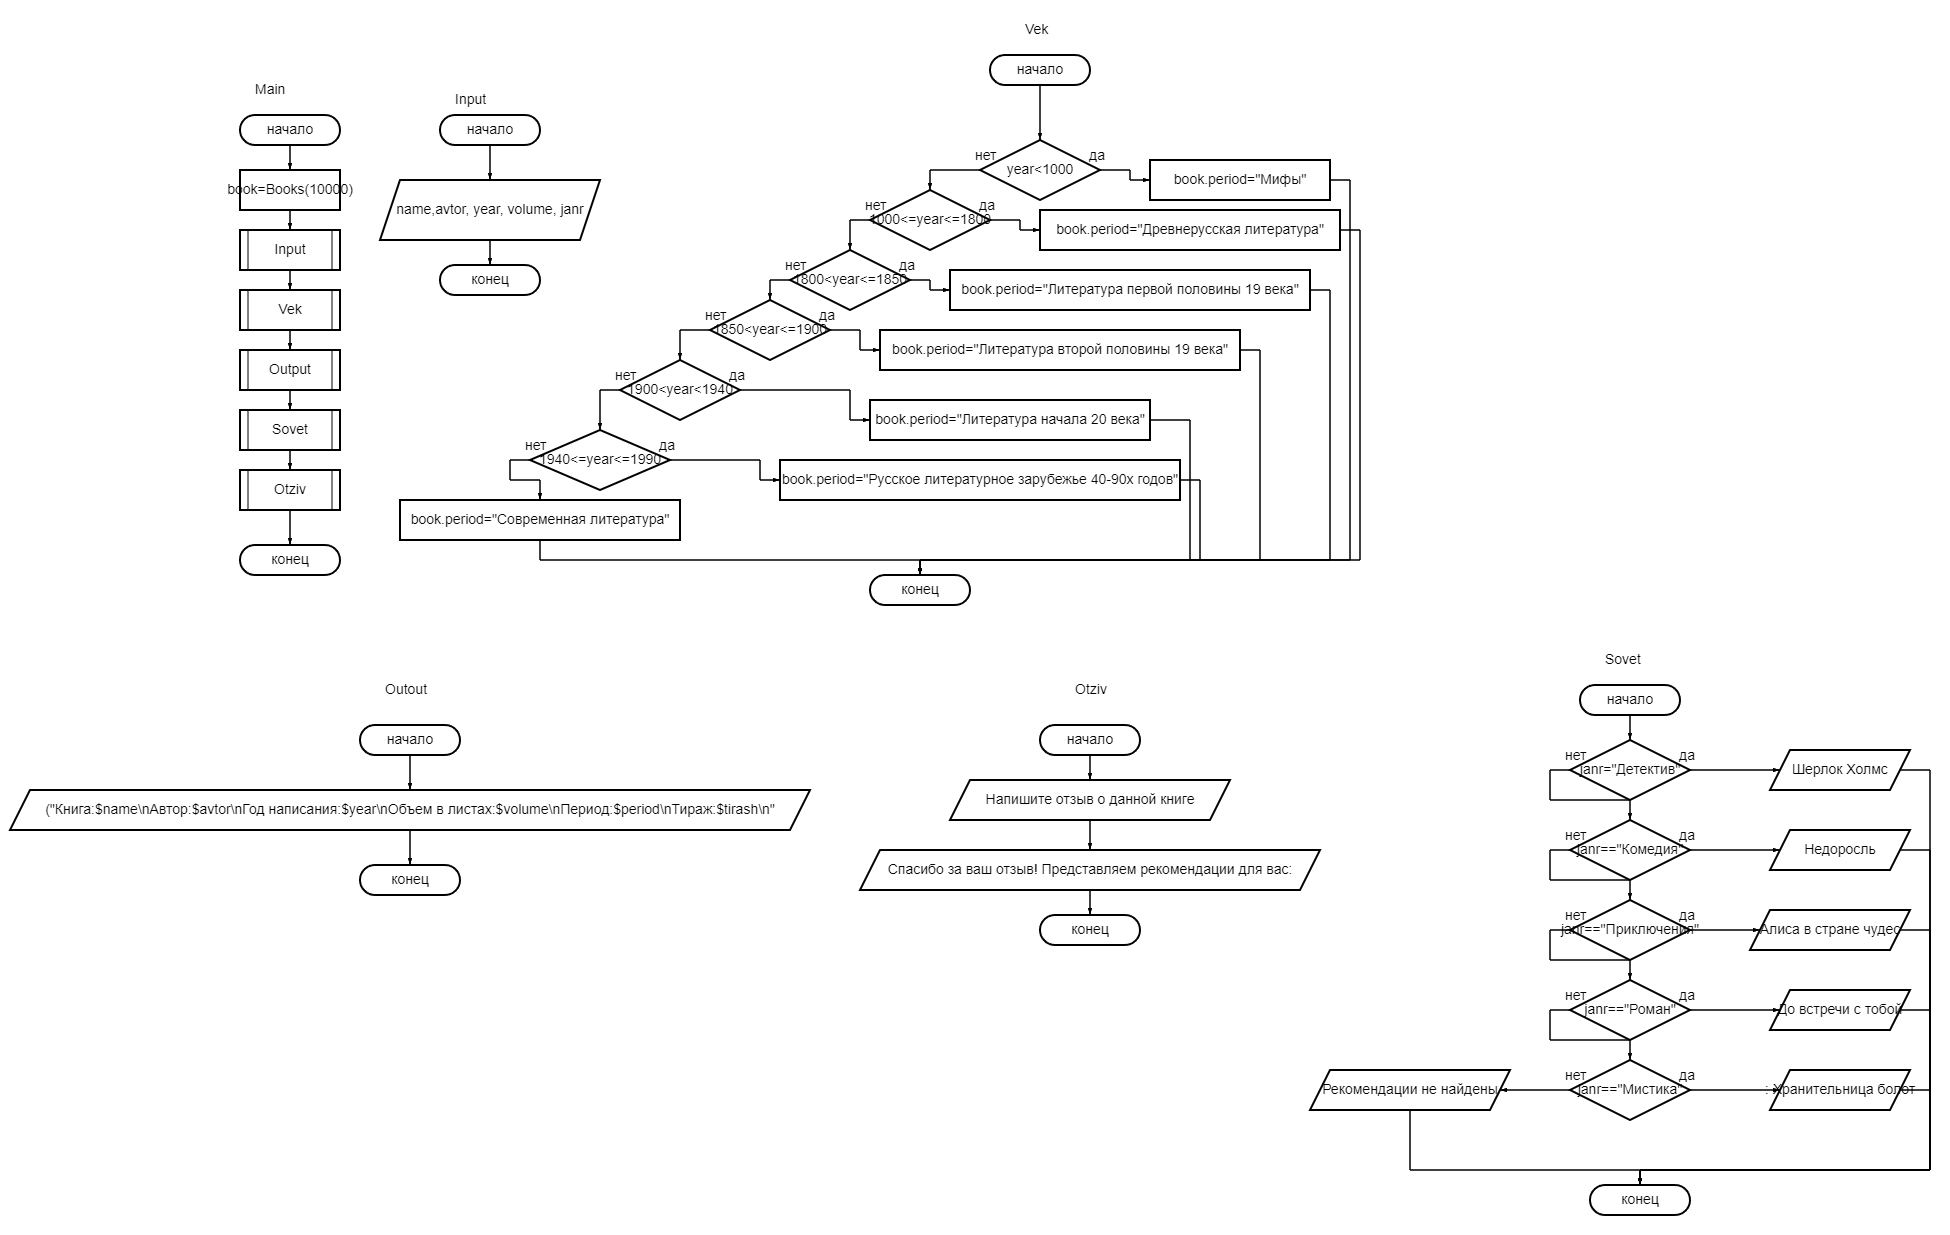 Main
начало
book=Books(10000)
Input
Vek
Output
Sovet
Otziv
конец
Input
начало
name,avtor, year, volume, janr
конец
Vek
начало
нет
да
year<1000
book.period="Мифы"
нет
да
1000<=year<=1800
book.period="Древнерусская литература"
нет
да
1800<year<=1850
book.period="Литература первой половины 19 века"
нет
да
1850<year<=1900
book.period="Литература второй половины 19 века"
нет
да
1900<year<1940
book.period="Литература начала 20 века"
нет
да
1940<=year<=1990
book.period="Русское литературное зарубежье 40-90х годов"
book.period="Современная литература"
конец
Outout
начало
("Книга:$name\nАвтор:$avtor\nГод написания:$year\nОбъем в листах:$volume\nПериод:$period\nТираж:$tirash\n"
конец
Otziv
начало
Напишите отзыв о данной книге
Спасибо за ваш отзыв! Представляем рекомендации для вас:
конец
Sovet
начало
нет
да
janr="Детектив"
Шерлок Холмс
нет
да
janr=="Комедия"
Недоросль
нет
да
janr=="Приключения"
Алиса в стране чудес
нет
да
janr=="Роман"
До встречи с тобой
нет
да
janr=="Мистика"
: Хранительница болот
Рекомендации не найдены
конец